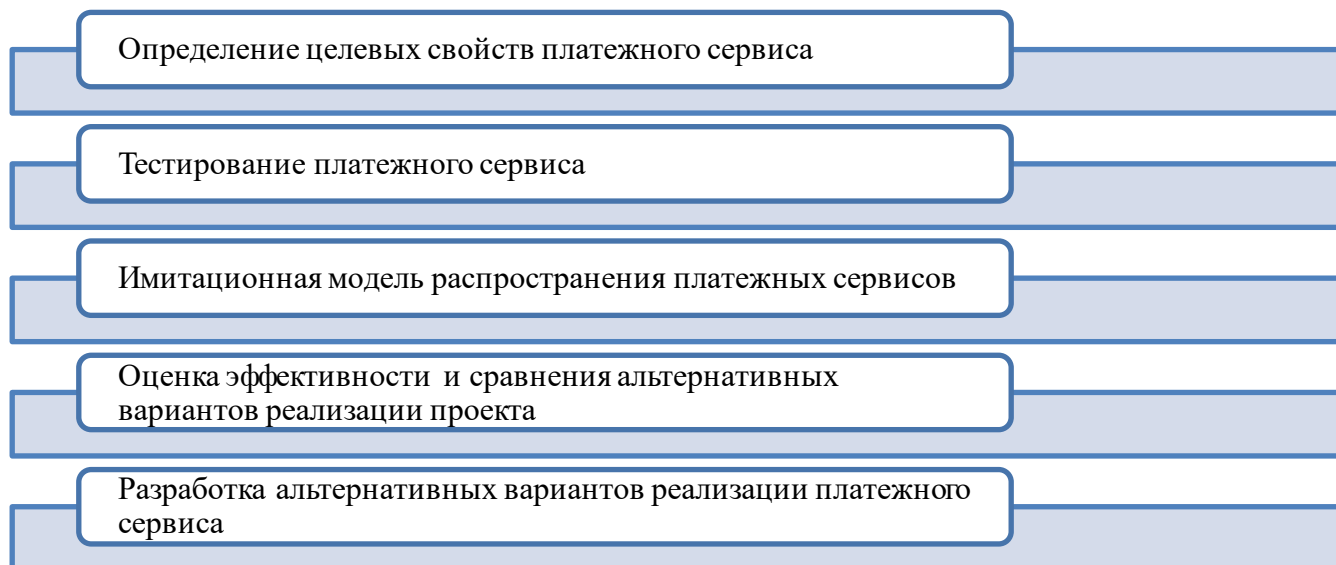 Определение целевых свойств платежного сервиса
Тестирование платежного сервиса
Имитационная модель распространения платежных сервисов
Оценка эффективности и сравнения альтернативных
вариантов реализации проекта
Разработка альтернативных вариантов реализации платежного
сервиса